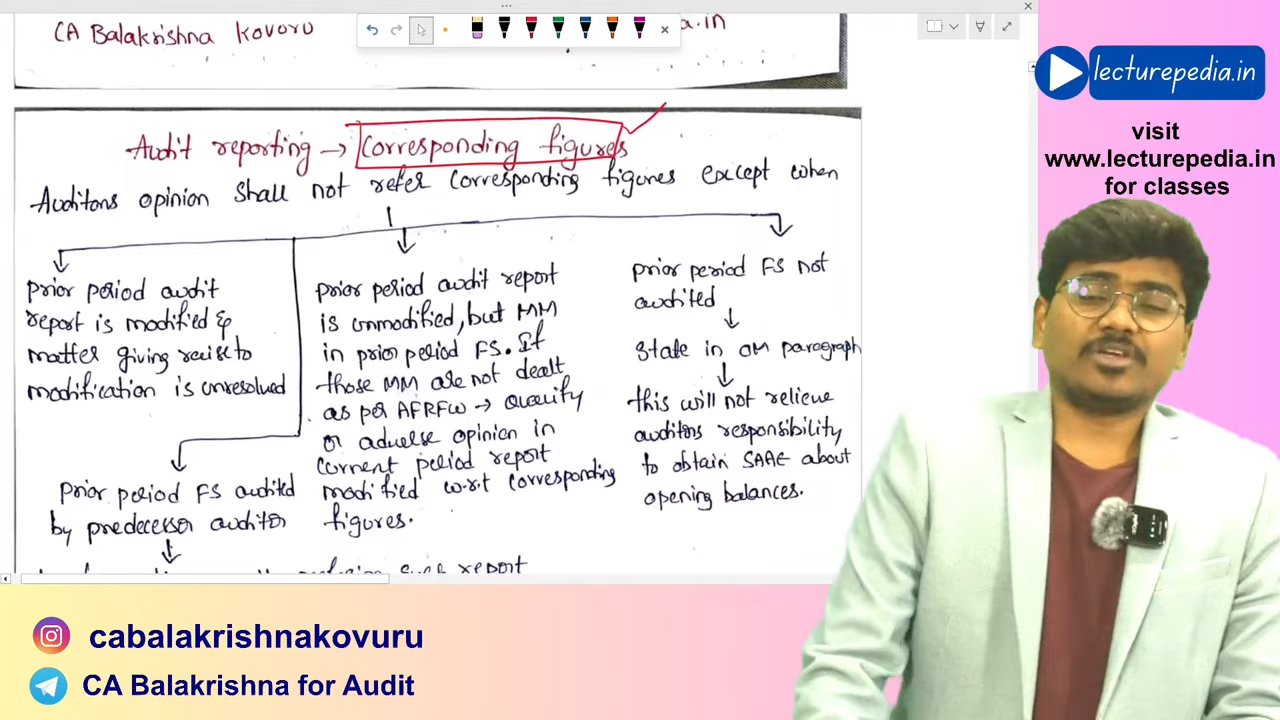 CA Balakrishna Kovuru
a.in
Audit reporting → Corresponding figures
Auditors opinion shall not refer corresponding figures except when
prior period audit
report is modified &
matter giving raise to
modification is unresolved
prior period FS audited
by predecessor auditor
prior period audit report
is unmodified, but MM
in prior period FS. If
those MM are not dealt
as per AFRFW → qualify
or adverse opinion in
current period report
modified w.r.t corresponding
figures.
prior period FS not
audited
State in OM paragraph
this will not relieve
auditors responsibility
to obtain SAAE about
opening balances.
such report
lecturepedia.in
visit
www.lecturepedia.in
for classes
cabalakrishnakovuru
CA Balakrishna for Audit